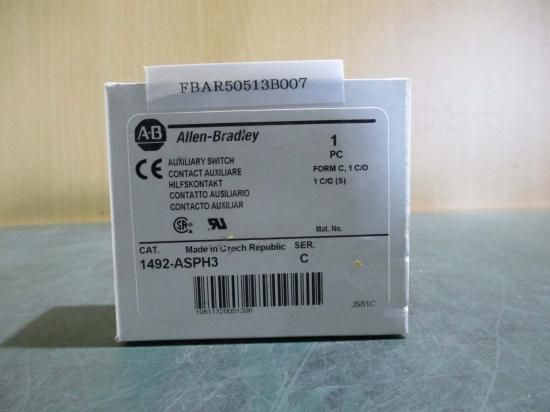 FBAR50513B007
A·B Allen-Bradley
1
PC
CE
AUXILIARY SWITCH
CONTACT AUXILIARE
HILFSKONTAKT
CONTATTO AUSILIARIO
CONTACTO AUXILIAR
FORM C, 1 C/O
1 C/C (S)
Mat. No.
CAT.
Made in Czech Republic
SER.
1492-ASPH3
C
10611320051206
JS81C